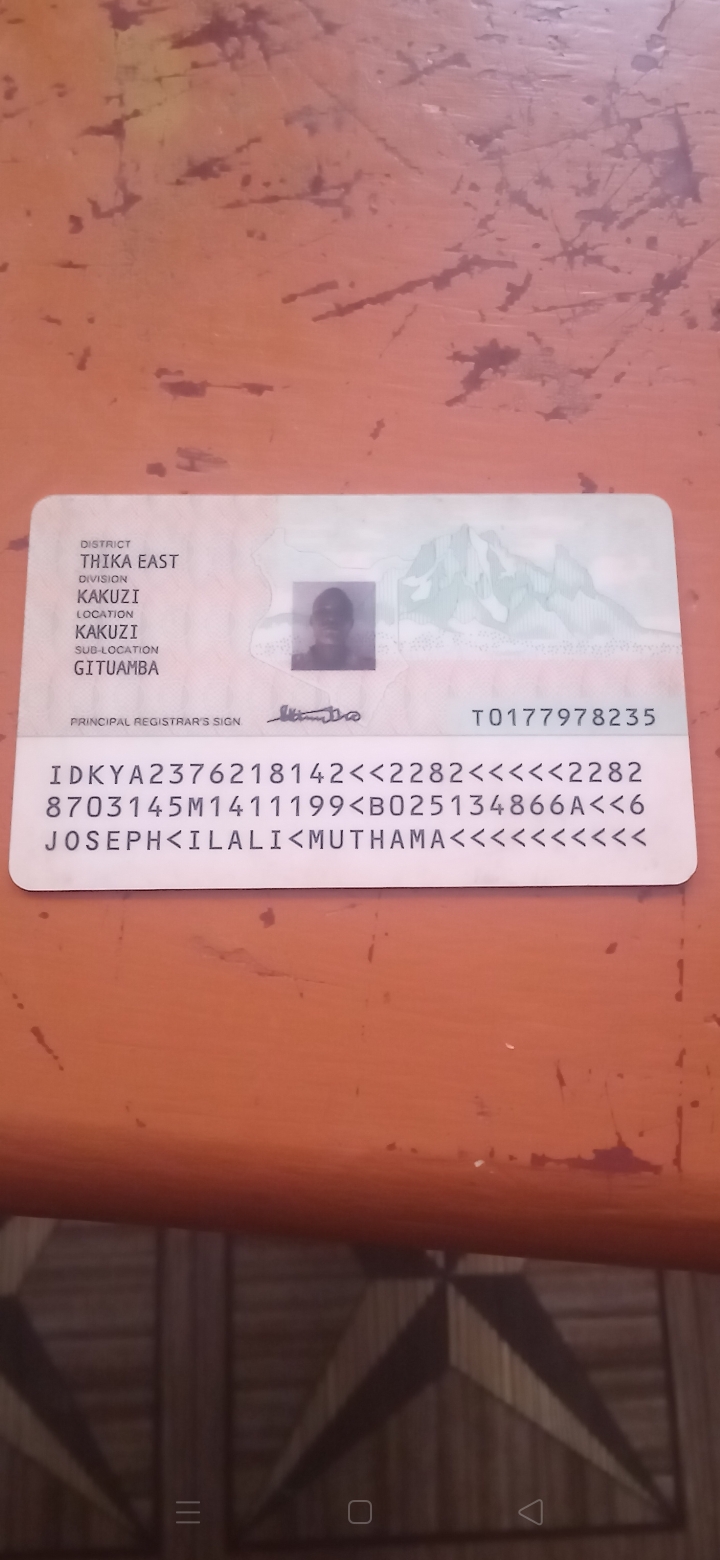 DISTRICT
THIKA EAST
DIVISION
KAKUZI
LOCATION
KAKUZI
SUB-LOCATION
GITUAMBA
PRINCIPAL REGISTRAR'S SIGN
T0177978235
IDKYA2376218142<<2282<<<<<2282
8703145M1411199<B025134866A<<6
JOSEPH<ILALI<MUTHAMA<<<<<<<<<<